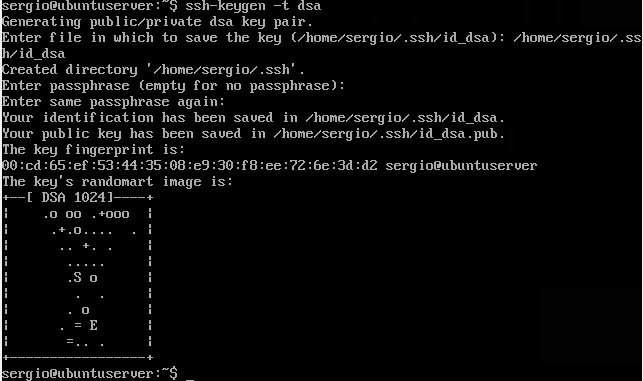 sergio@ubuntuserver:~$ ssh-keygen -t dsa
Generating public/private dsa key pair.
Enter file in which to save the key (/home/sergio/.ssh/id_dsa): /home/sergio/.ss
h/id_dsa
Created directory '/home/sergio/.ssh'.
Enter passphrase (empty for no passphrase):
Enter same passphrase again:
Your identification has been saved in /home/sergio/.ssh/id_dsa.
Your public key has been saved in /home/sergio/.ssh/id_dsa.pub.
The key fingerprint is:
00:cd:65:ef:53:44:35:08:e9:30:f8:ee:72:6e:3d:d2 sergio@ubuntuserver
The key's randomart image is:
+--[ DSA 1024]----+
|    .o oo .+ooo  |
|     .+.o....  . |
|      .. +. .    |
|       .....     |
|       .S o      |
|        .  .     |
|       . o       |
|      . = E      |
|       =.. .     |
+-----------------+
sergio@ubuntuserver:~$ _